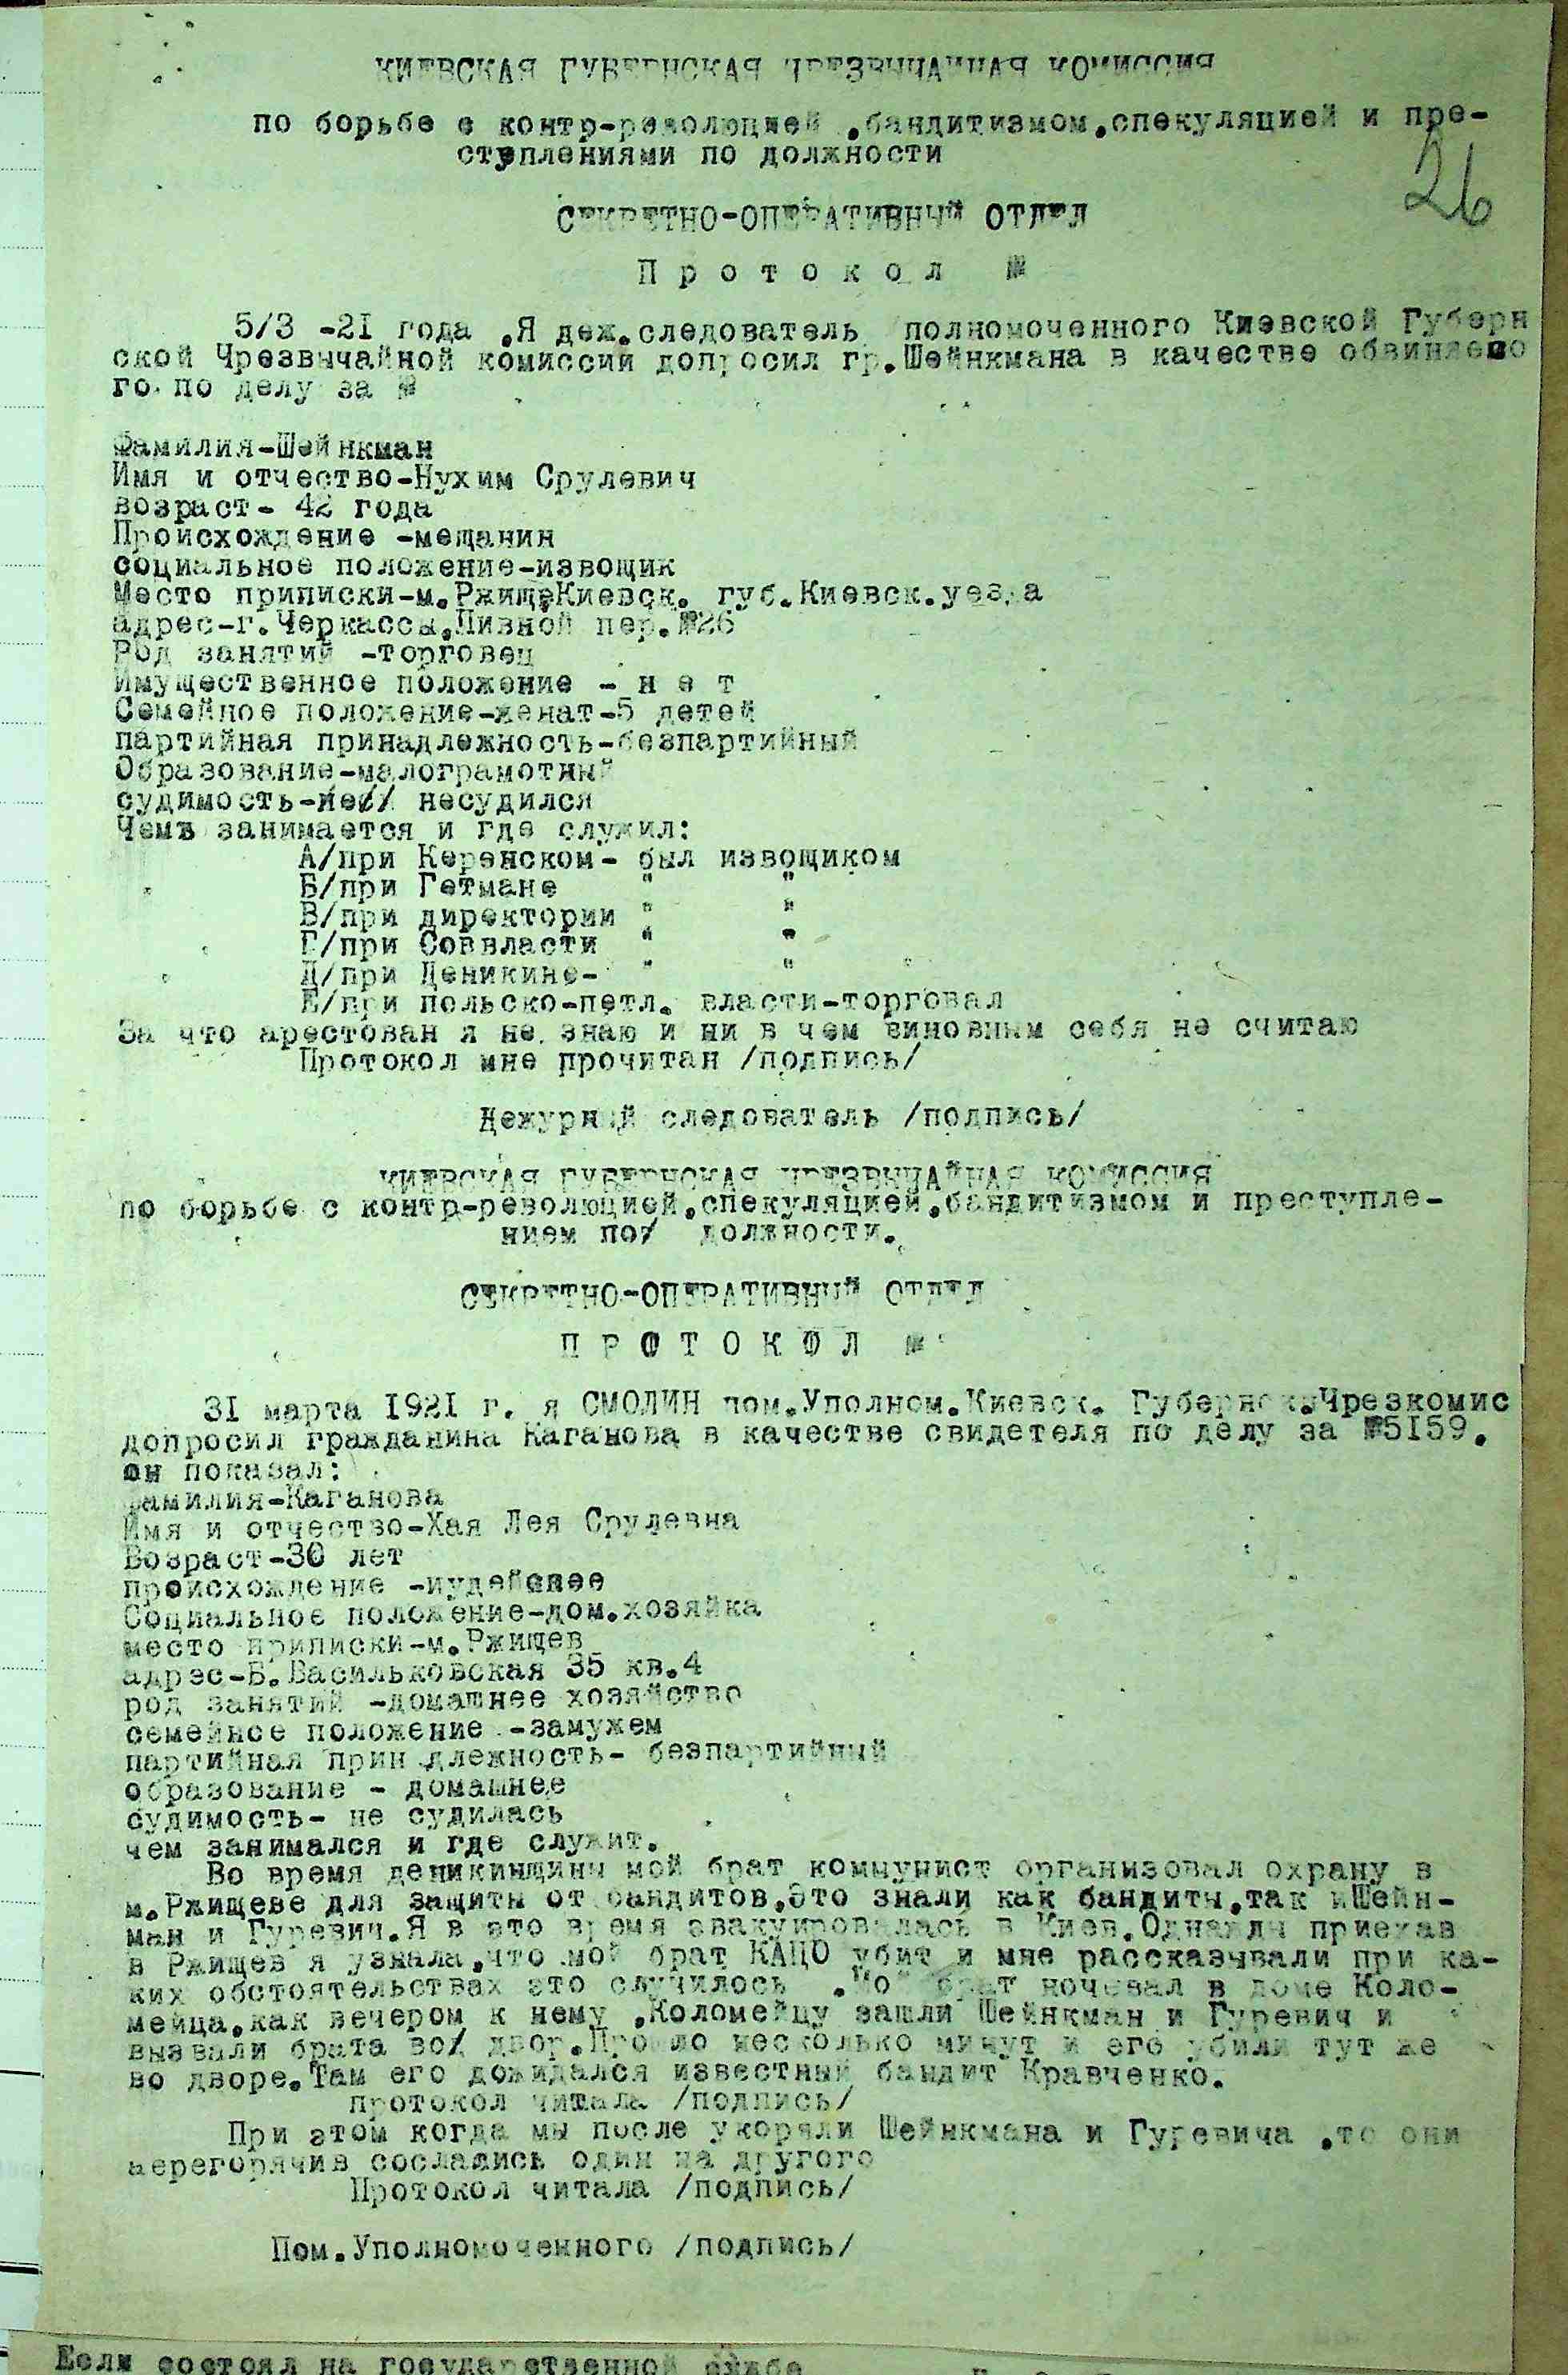 КИЕВСКАЯ ГУБЕРНСКАЯ ЧРЕЗВЫЧАЙНАЯ КОМИССИЯ
по борьбе с контр-революцией ,бандитизмом,спекуляцией и пре-
ступлениями по должности
26
СЕКРЕТНО-ОПЕРАТИВНЫЙ ОТДЕЛ
П р о т о к о л №
5/3 -21 года .Я деж.следователь полномоченного Киевской Губерн
ской Чрезвычайной комиссии допросил гр.Шейнкмана в качестве обвиняемо
го по делу за №
Фамилия-Шейнкман
Имя и отчество-Нухим Срулевич
возраст- 42 года
Происхождение -мещанин
социальное положение-извощик
Место приписки-м.Ржище,Киевск. губ.Киевск.уезда
адрес-г.Черкассы,Пивной пер.№26
Род занятий -торговец
Имущественное положение - н е т
Семейное положение-женат-5 детей
партийная принадлежность-безпартийный
Образование-малограмотный
судимость-не// несудился
Чемъ занимается и где служил:
А/при Керенском- был извощиком
Б/при Гетмане " "
В/при директории " "
Г/при Соввласти " "
Д/при Деникине- " "
Е/при польско-петл. власти-торговал
За что арестован я не знаю и ни в чем виновным себя не считаю
Протокол мне прочитан /подпись/
Дежурный следователь /подпись/
КИЕВСКАЯ ГУБЕРНСКАЯ ЧРЕЗВЫЧАЙНАЯ КОМИССИЯ
по борьбе с контр-революцией,спекуляцией,бандитизмом и преступле-
нием по/ должности.
СЕКРЕТНО-ОПЕРАТИВНЫЙ ОТДЕЛ
П Р О Т О К О Л №
31 марта 1921 г. я СМОЛИН пом.Уполном.Киевск. Губернск.Чрезкомис
допросил гражданина Каганова в качестве свидетеля по делу за №5159.
он показал:
Фамилия-Каганова
Имя и отчество-Хая Лея Срулевна
Возраст-30 лет
происхождение -иудейское
Социальное положение-дом.хозяйка
место приписки-м.Ржищев
адрес-Б.Васильковская 35 кв.4
род занятий -домашнее хозяйство
семейное положение -замужем
партийная принадлежность- безпартийный
образование - домашнее
судимость- не судилась
чем занимался и где служит.
Во время деникинщины мой брат коммунист организовал охрану в
м.Ржищеве для защиты от бандитов,Это знали как бандиты,так иШейн-
ман и Гуревич.Я в это время эвакуировалась в Киев.Однажды приехав
в Ржищев я узнала,что мой брат КАЦО убит и мне рассказывали при ка-
ких обстоятельствах это случилось .Мой брат ночевал в доме Коло-
мейца,как вечером к нему ,Коломейцу зашли Шейнкман и Гуревич и
вызвали брата во/ двор.Прошло несколько минут и его убили тут же
во дворе.Там его дожидался известный бандит Кравченко.
протокол читала /подпись/
При этом когда мы после укоряли Шейнкмана и Гуревича ,то они
перегорячив сослались один на другого
Протокол читала /подпись/
Пом.Уполномоченного /подпись/
Если состоял на государственной службе